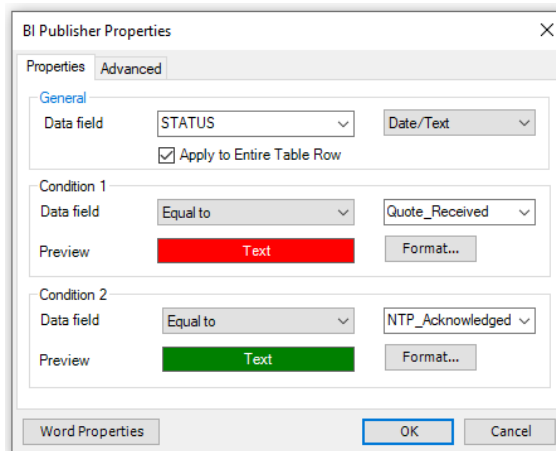 BI Publisher Properties
Properties Advanced
General
Data field STATUS Date/Text
Apply to Entire Table Row
Condition 1
Data field Equal to Quote_Received
Preview Text Format...
Condition 2
Data field Equal to NTP_Acknowledged
Preview Text Format...
Word Properties OK Cancel